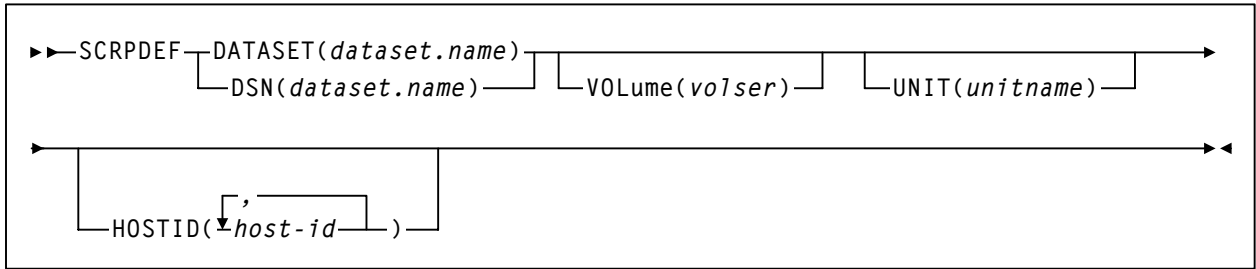 SCRPDEF DATASET(dataset.name)
DSN(dataset.name) VOLume(volser) UNIT(unitname)
,
HOSTID( host-id )